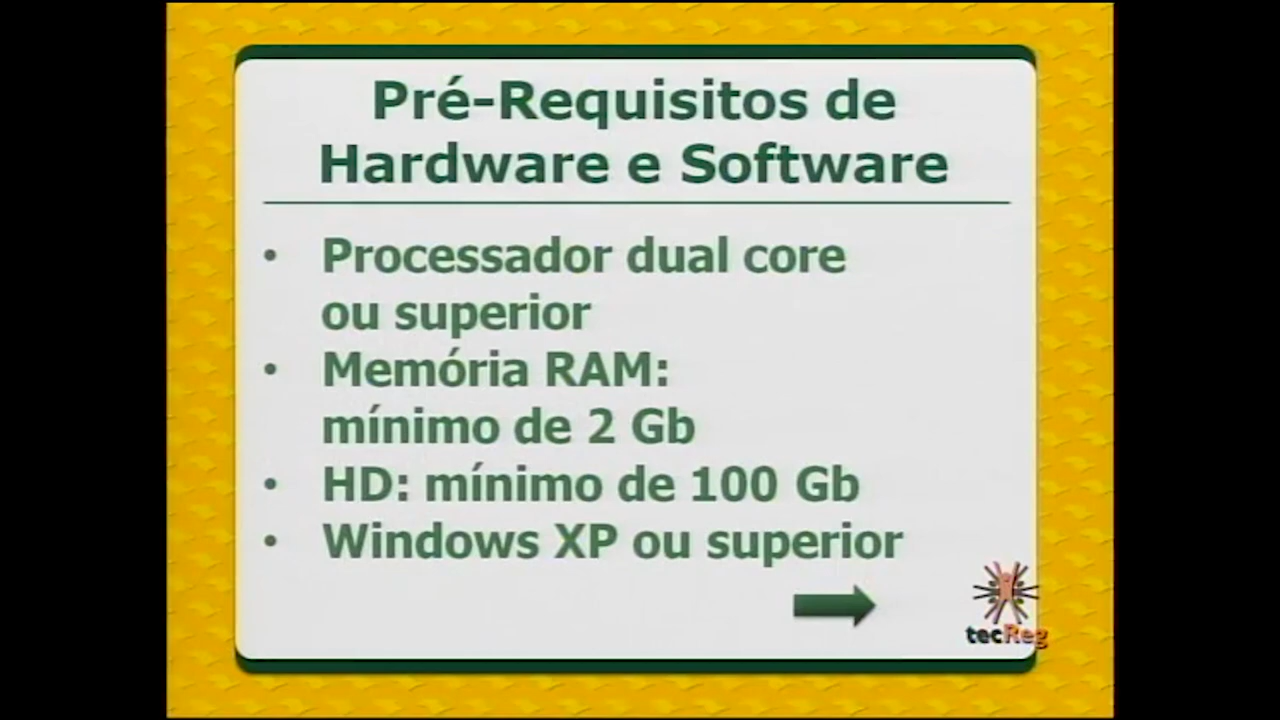 Pré-Requisitos de
Hardware e Software
• Processador dual core
ou superior
• Memória RAM:
mínimo de 2 Gb
• HD: mínimo de 100 Gb
• Windows XP ou superior
tecReg